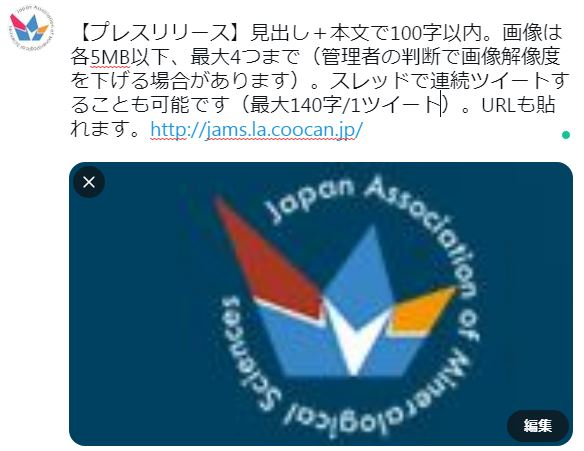 【プレスリリース】見出し＋本文で100字以内。画像は
各5MB以下、最大4つまで（管理者の判断で画像解像度
を下げる場合があります）。スレッドで連続ツイートす
ることも可能です（最大140字/1ツイート）。URLも貼
れます。http://jams.la.coocan.jp/
Japan Association of Mineralogical Sciences
編集